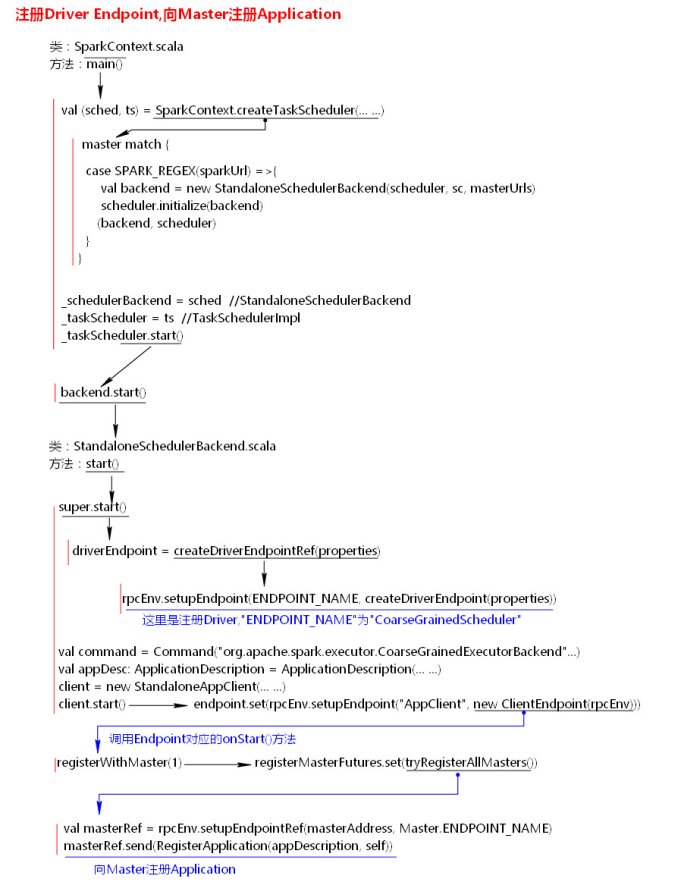 注册Driver Endpoint,向Master注册Application
类：SparkContext.scala
方法：main()
val (sched, ts) = SparkContext.createTaskScheduler(... ...)
master match {
case SPARK_REGEX(sparkUrl) =>{
val backend = new StandaloneSchedulerBackend(scheduler, sc, masterUrls)
scheduler.initialize(backend)
(backend, scheduler)
}
}
_schedulerBackend = sched //StandaloneSchedulerBackend
_taskScheduler = ts //TaskSchedulerImpl
_taskScheduler.start()
backend.start()
类：StandaloneSchedulerBackend.scala
方法：start()
super.start()
driverEndpoint = createDriverEndpointRef(properties)
rpcEnv.setupEndpoint(ENDPOINT_NAME, createDriverEndpoint(properties))
这里是注册Driver,"ENDPOINT_NAME"为"CoarseGrainedScheduler"
val command = Command("org.apache.spark.executor.CoarseGrainedExecutorBackend"...)
val appDesc: ApplicationDescription = ApplicationDescription(... ...)
client = new StandaloneAppClient(... ...)
client.start() endpoint.set(rpcEnv.setupEndpoint("AppClient", new ClientEndpoint(rpcEnv)))
调用Endpoint对应的onStart()方法
registerWithMaster(1) registerMasterFutures.set(tryRegisterAllMasters())
val masterRef = rpcEnv.setupEndpointRef(masterAddress, Master.ENDPOINT_NAME)
masterRef.send(RegisterApplication(appDescription, self))
向Master注册Application